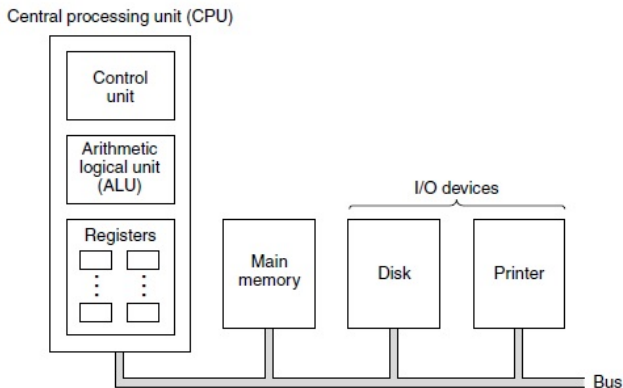 Central processing unit (CPU)
Control
unit
Arithmetic
logical unit
(ALU)
Registers
I/O devices
Main
memory
Disk
Printer
Bus